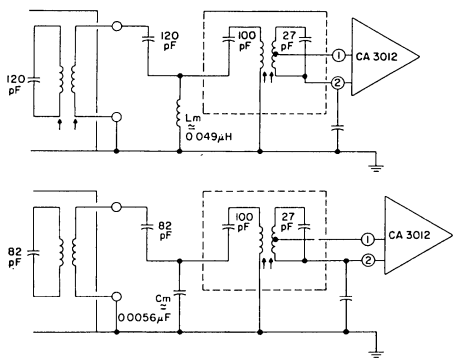 120
pF
120
pF
100
pF
27
pF
1
2
CA 3012
Lm
≅
0.049μH
82
pF
82
pF
100
pF
27
pF
1
2
CA 3012
Cm
≅
0.0056μF